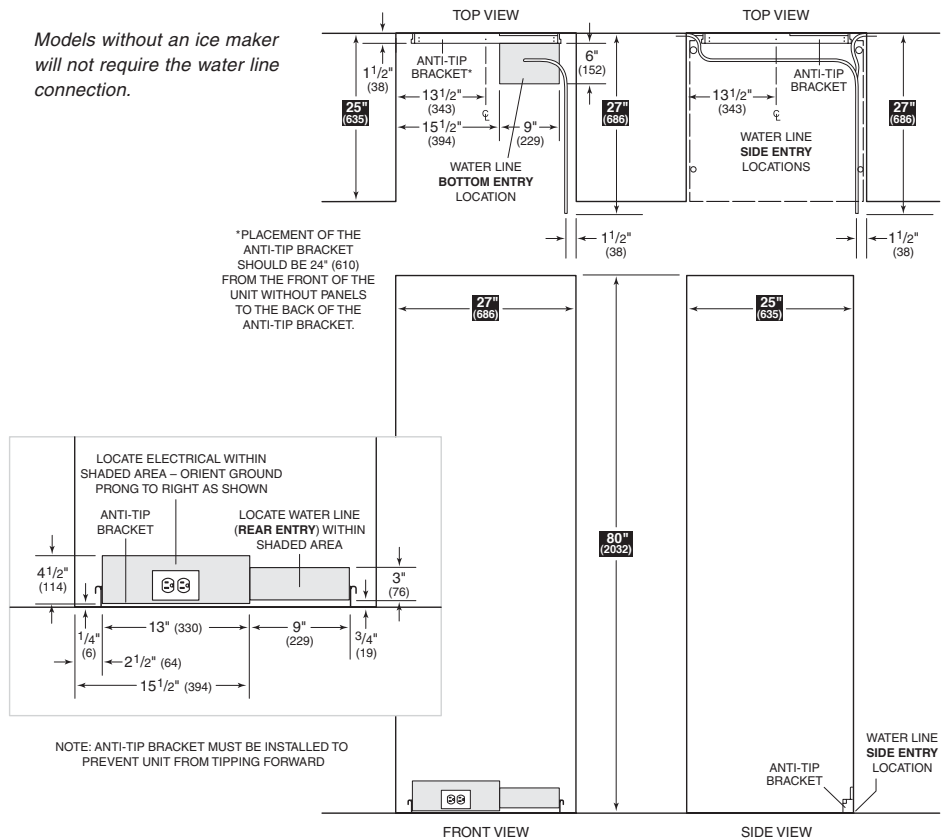 Models without an ice maker
will not require the water line
connection.
TOP VIEW
1 1/2"
(38)
25"
(635)
ANTI-TIP
BRACKET*
13 1/2"
(343)
15 1/2"
(394)
9"
(229)
6"
(152)
27"
(686)
WATER LINE
BOTTOM ENTRY
LOCATION
1 1/2"
(38)
TOP VIEW
ANTI-TIP
BRACKET
13 1/2"
(343)
27"
(686)
WATER LINE
SIDE ENTRY
LOCATIONS
1 1/2"
(38)
*PLACEMENT OF THE
ANTI-TIP BRACKET
SHOULD BE 24" (610)
FROM THE FRONT OF THE
UNIT WITHOUT PANELS
TO THE BACK OF THE
ANTI-TIP BRACKET.
27"
(686)
80"
(2032)
25"
(635)
LOCATE ELECTRICAL WITHIN
SHADED AREA – ORIENT GROUND
PRONG TO RIGHT AS SHOWN
ANTI-TIP
BRACKET
LOCATE WATER LINE
(REAR ENTRY) WITHIN
SHADED AREA
4 1/2"
(114)
3"
(76)
1/4"
(6)
13" (330)
9"
(229)
3/4"
(19)
2 1/2" (64)
15 1/2" (394)
NOTE: ANTI-TIP BRACKET MUST BE INSTALLED TO
PREVENT UNIT FROM TIPPING FORWARD
ANTI-TIP
BRACKET
WATER LINE
SIDE ENTRY
LOCATION
FRONT VIEW
SIDE VIEW